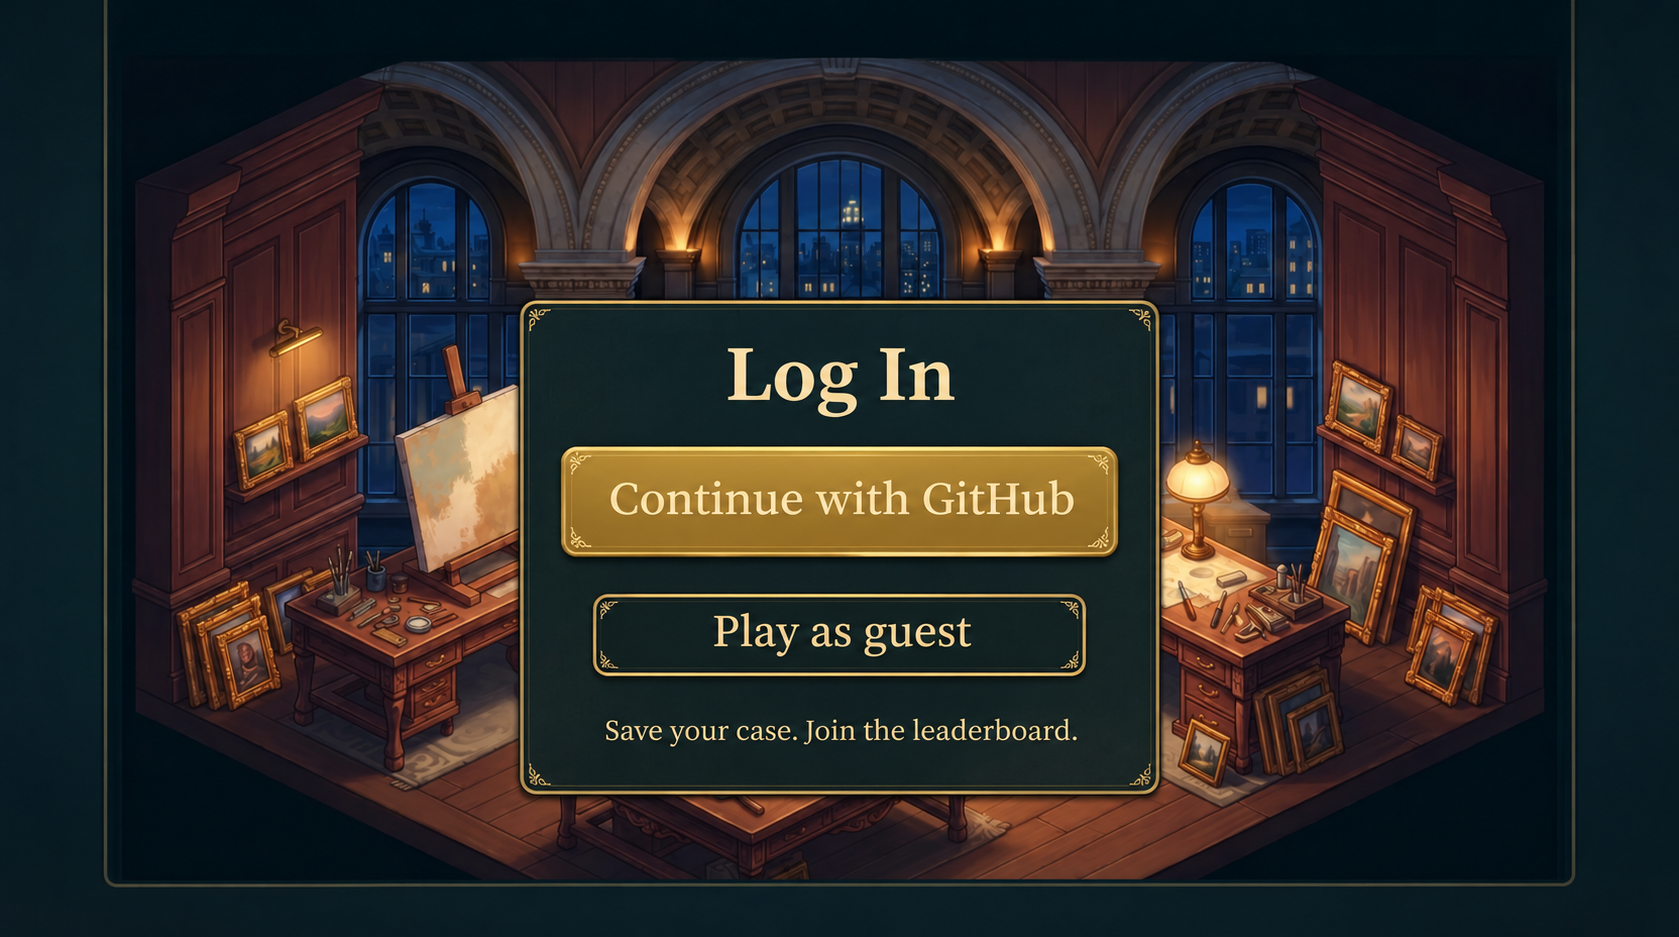 Log In
Continue with GitHub
Play as guest
Save your case. Join the leaderboard.